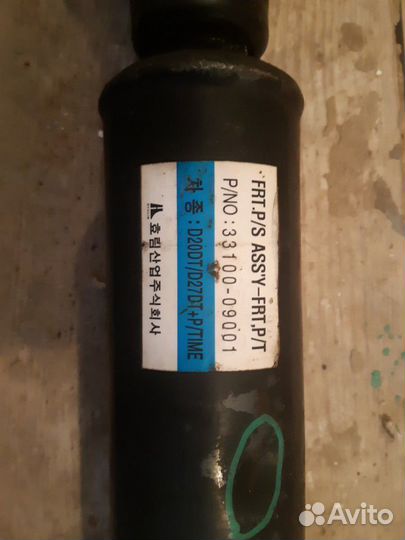 FRT.P/S ASS'Y-FRT.P/T
P/NO : 33100-09001
차 종 : D20DT/D27DT+P/TIME
효림산업주식회사
Avito